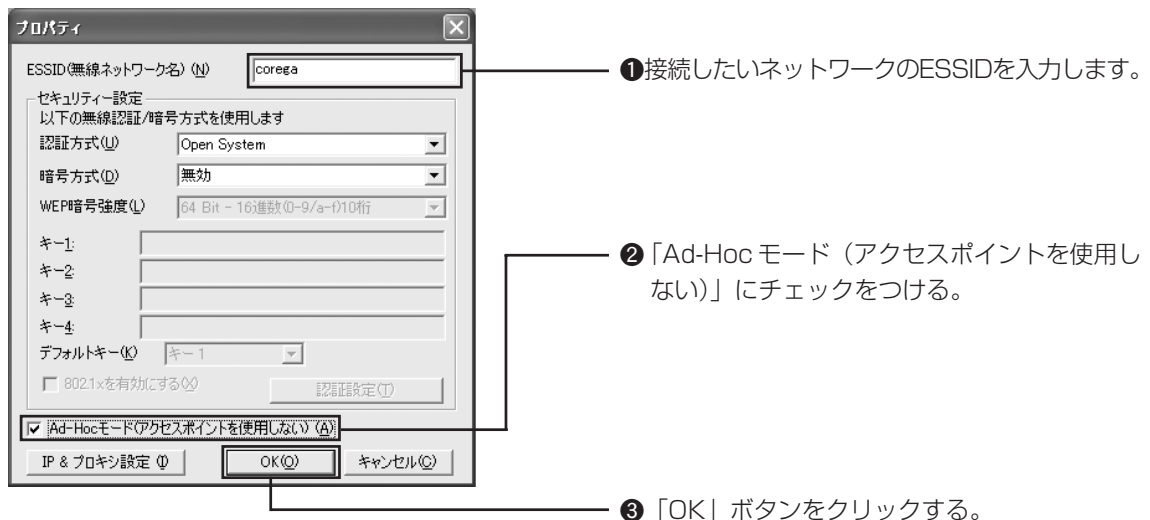 プロパティ
ESSID(無線ネットワーク名) (N)
corega
❶接続したいネットワークのESSIDを入力します。
セキュリティー設定
以下の無線認証/暗号方式を使用します
認証方式(U)
Open System
暗号方式(D)
無効
WEP暗号強度(L)
64 Bit - 16進数(0-9/a-f)10桁
キー1:
キー2:
キー3:
キー4:
デフォルトキー(K)
キー 1
802.1xを有効にする(X)
認証設定(T)
❷「Ad-Hoc モード（アクセスポイントを使用し
ない）」にチェックをつける。
Ad-Hocモード(アクセスポイントを使用しない) (A)
IP & プロキシ設定 (I)
OK(O)
キャンセル(C)
❸「OK」ボタンをクリックする。